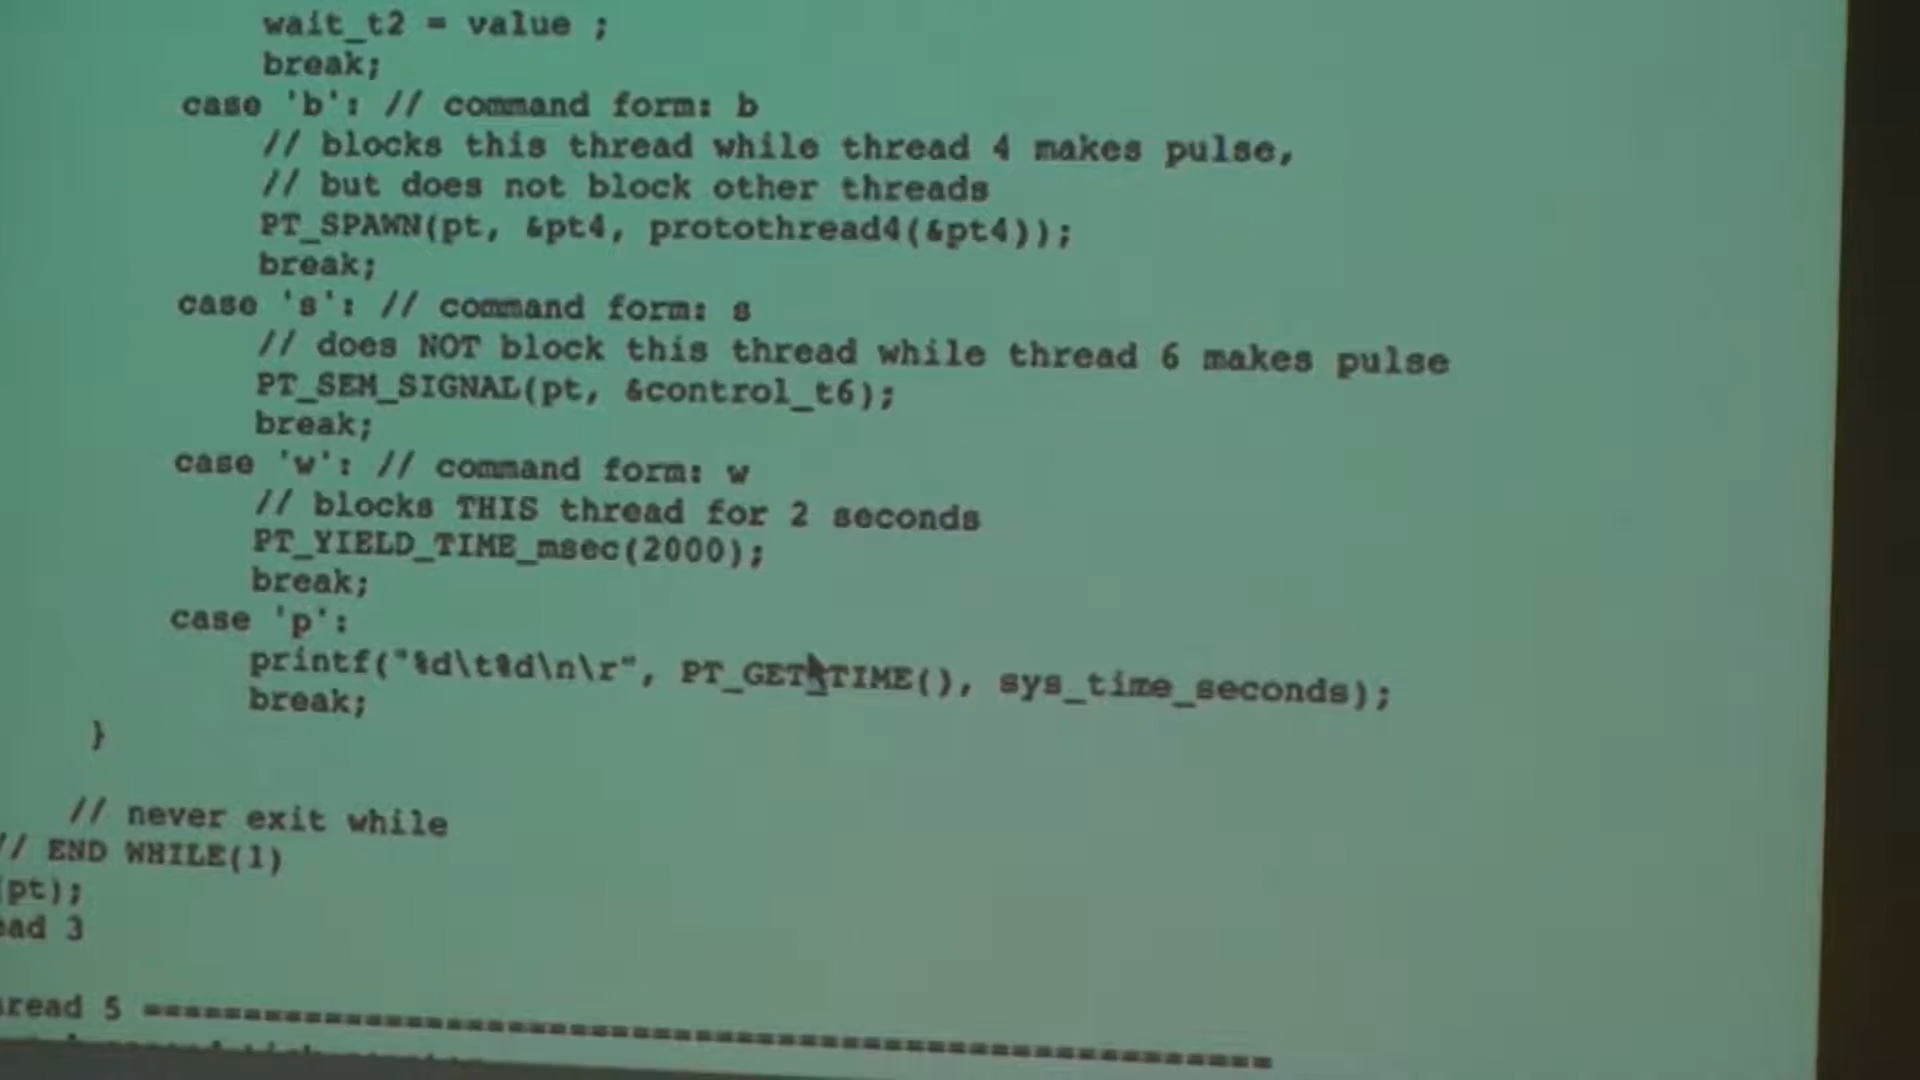 wait_t2 = value ;
break;
case 'b': // command form: b
// blocks this thread while thread 4 makes pulse,
// but does not block other threads
PT_SPAWN(pt, &pt4, protothread4(&pt4));
break;
case 's': // command form: s
// does NOT block this thread while thread 6 makes pulse
PT_SEM_SIGNAL(pt, &control_t6);
break;
case 'w': // command form: w
// blocks THIS thread for 2 seconds
PT_YIELD_TIME_msec(2000);
break;
case 'p':
printf("%d\t%d\n\r", PT_GET_TIME(), sys_time_seconds);
break;
}
// never exit while
// END WHILE(1)
(pt);
ead 3
read 5 ==========================================================